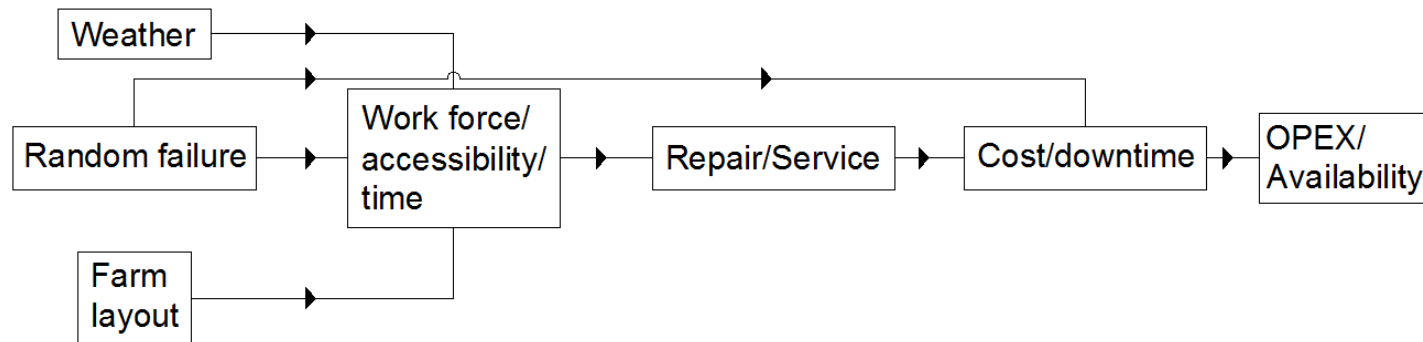 Weather
Random failure
Work force/
accessibility/
time
Repair/Service
Cost/downtime
OPEX/
Availability
Farm
layout